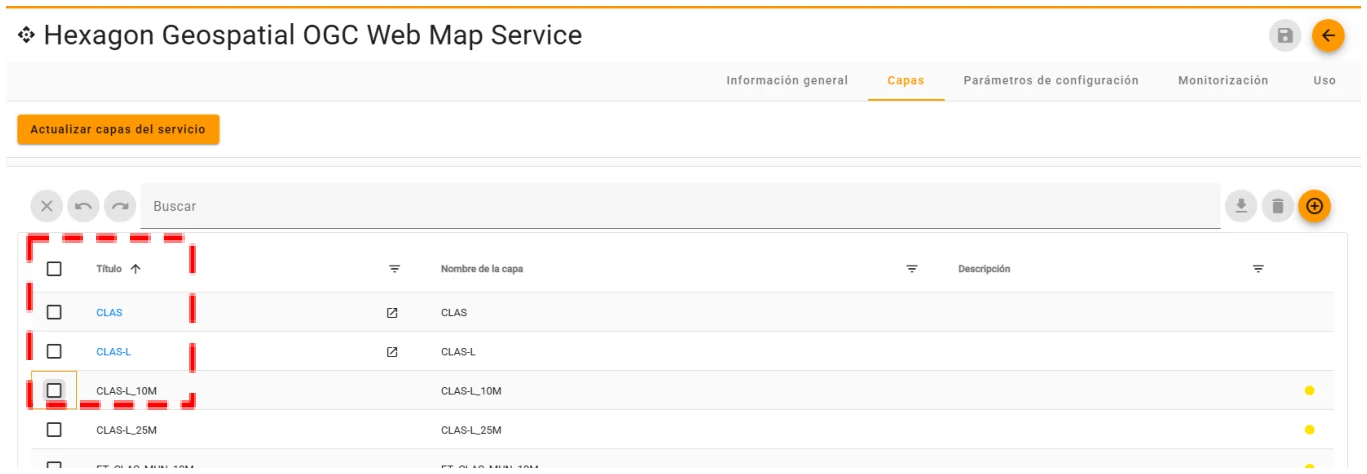 Hexagon Geospatial OGC Web Map Service
Información general Capas Parámetros de configuración Monitorización Uso
Actualizar capas del servicio
Buscar
Título Nombre de la capa Descripción
CLAS CLAS
CLAS-L CLAS-L
CLAS-L_10M CLAS-L_10M
CLAS-L_25M CLAS-L_25M